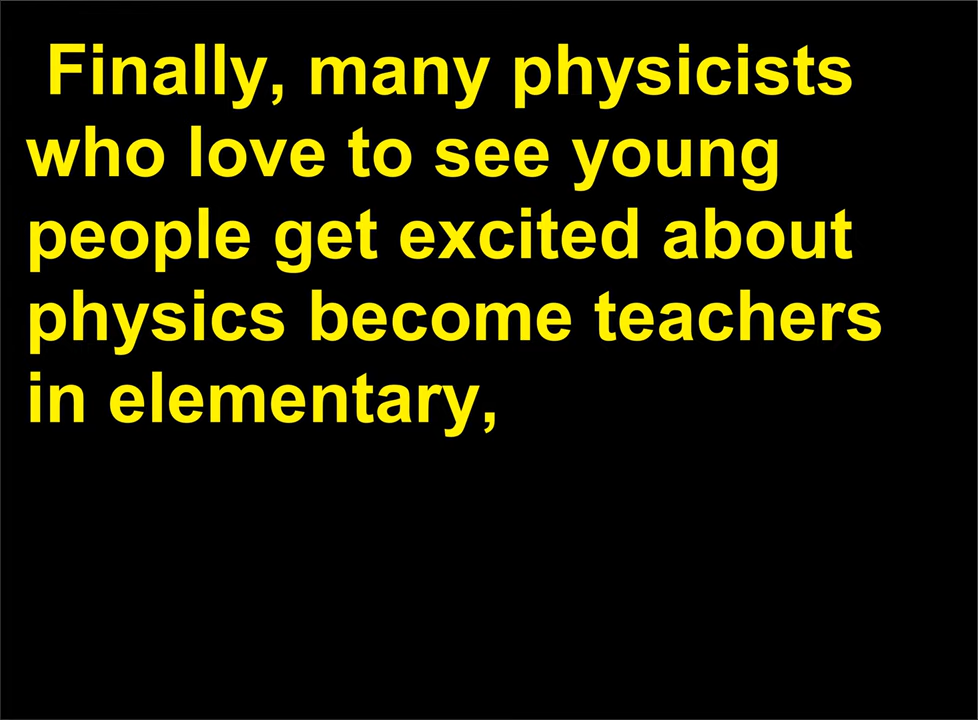 Finally, many physicists
who love to see young
people get excited about
physics become teachers
in elementary,